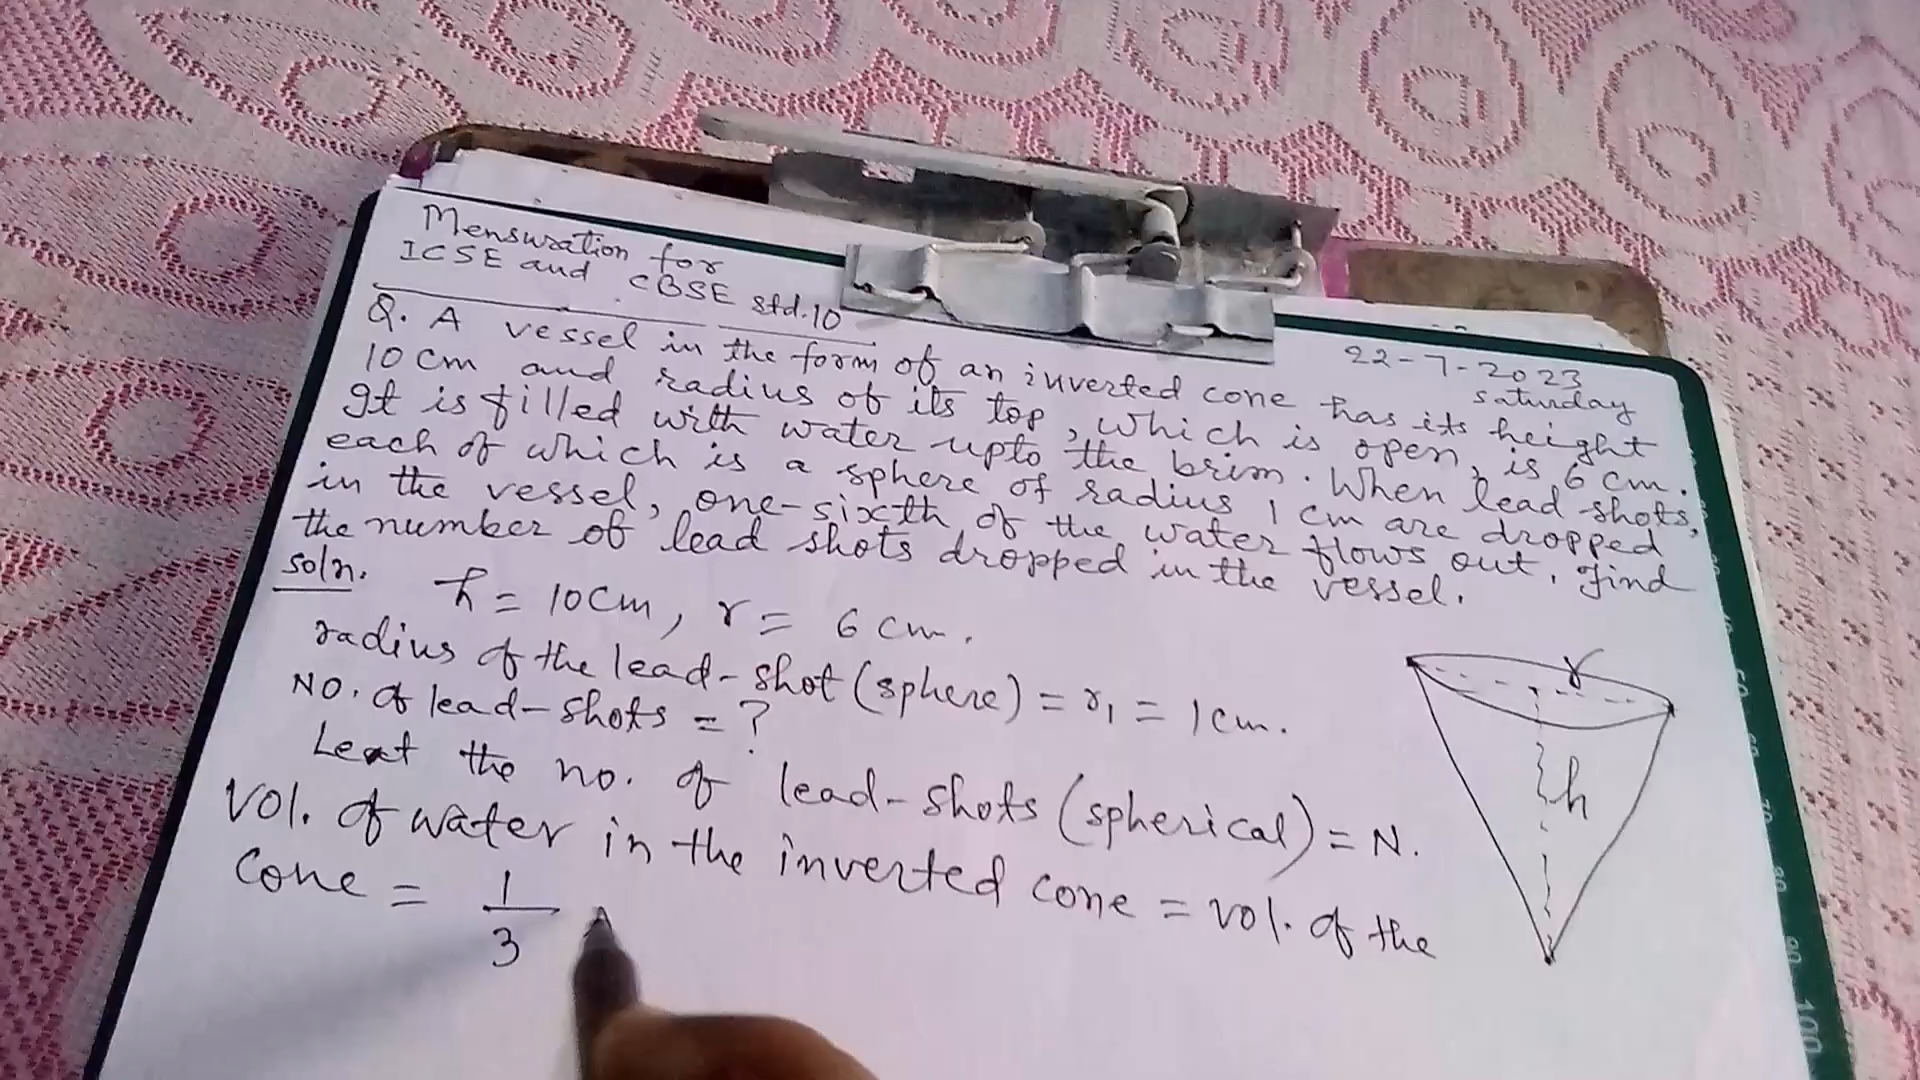 Mensuration for
ICSE and CBSE std.10
22-7-2023
Saturday
Q. A vessel in the form of an inverted cone has its height
10 cm and radius of its top, which is open, is 6 cm.
It is filled with water upto the brim. When lead shots,
each of which is a sphere of radius 1 cm are dropped
in the vessel, one-sixth of the water flows out, find
the number of lead shots dropped in the vessel.
Soln. h = 10cm, r = 6 cm.
radius of the lead-shot (sphere) = r₁ = 1cm.
NO. of lead-shots = ?
Leat the no. of lead-shots (spherical) = N.
Vol. of water in the inverted cone = vol. of the
cone = 1/3
r
h